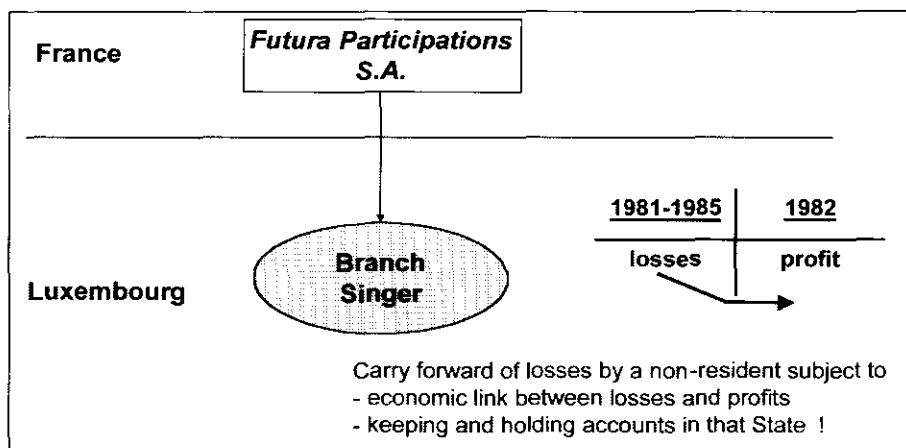 France
Futura Participations
S.A.
Luxembourg
Branch
Singer
1981-1985 1982
losses profit
Carry forward of losses by a non-resident subject to
- economic link between losses and profits
- keeping and holding accounts in that State !